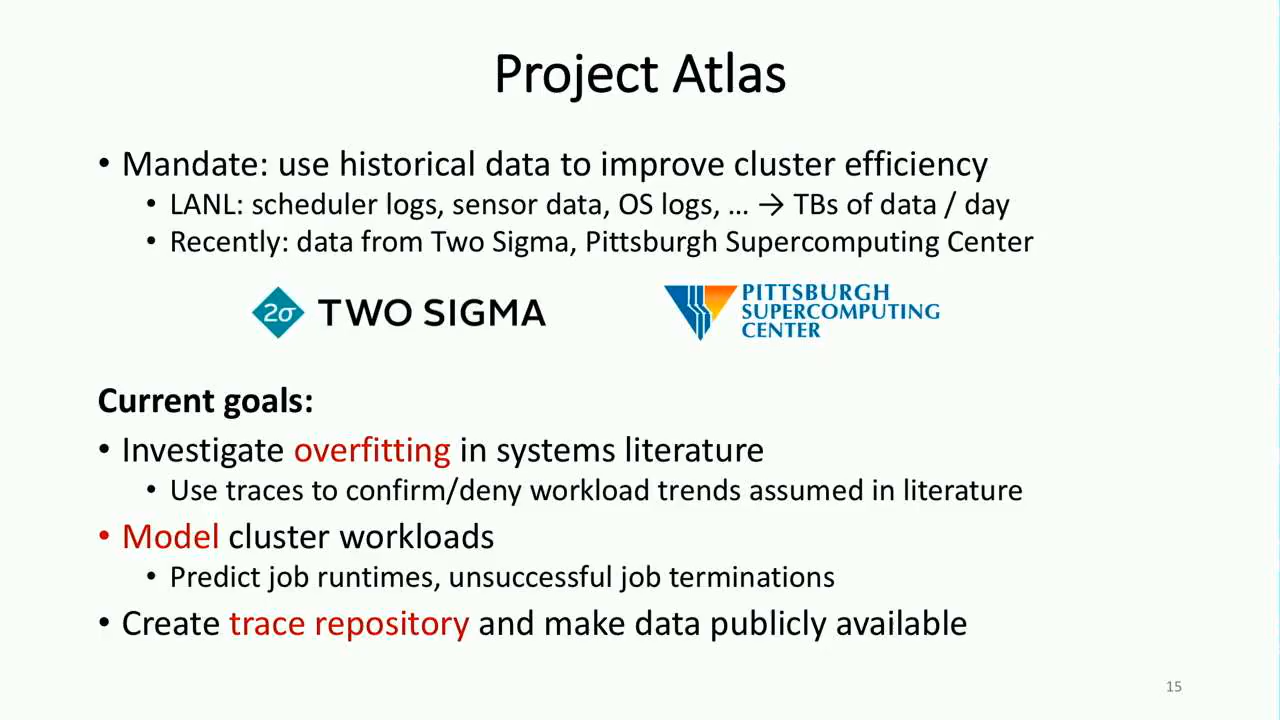 Project Atlas
• Mandate: use historical data to improve cluster efficiency
• LANL: scheduler logs, sensor data, OS logs, ... → TBs of data / day
• Recently: data from Two Sigma, Pittsburgh Supercomputing Center
2σ TWO SIGMA
PITTSBURGH
SUPERCOMPUTING
CENTER
Current goals:
• Investigate overfitting in systems literature
• Use traces to confirm/deny workload trends assumed in literature
• Model cluster workloads
• Predict job runtimes, unsuccessful job terminations
• Create trace repository and make data publicly available
15